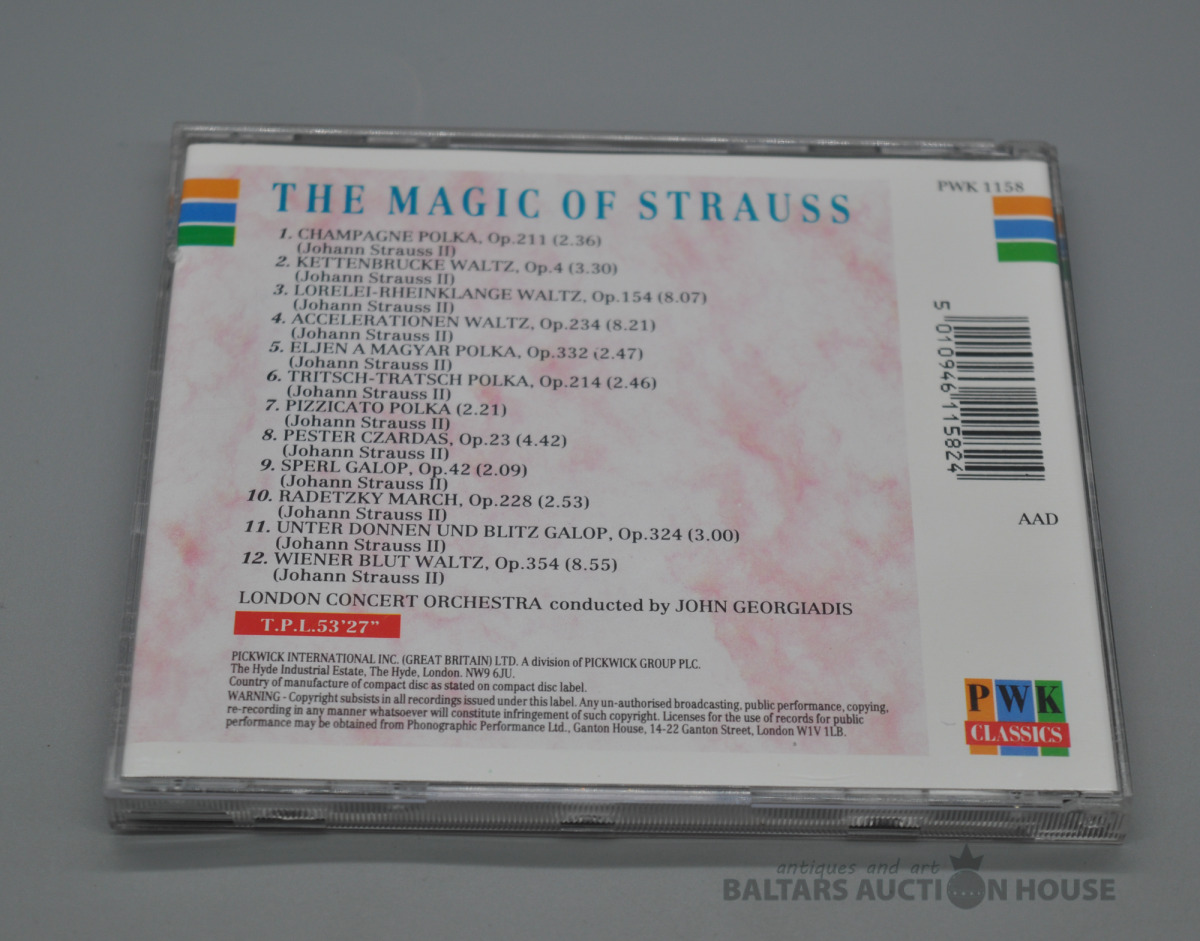 THE MAGIC OF STRAUSS
PWK 1158
1. CHAMPAGNE POLKA, Op.211 (2.36)
(Johann Strauss II)
2. KETTENBRUCKE WALTZ, Op.4 (3.30)
(Johann Strauss II)
3. LORELEI-RHEINKLANGE WALTZ, Op.154 (8.07)
(Johann Strauss II)
4. ACCELERATIONEN WALTZ, Op.234 (8.21)
(Johann Strauss II)
5. ELJEN A MAGYAR POLKA, Op.332 (2.47)
(Johann Strauss II)
6. TRITSCH-TRATSCH POLKA, Op.214 (2.46)
(Johann Strauss II)
7. PIZZICATO POLKA (2.21)
(Johann Strauss II)
8. PESTER CZARDAS, Op.23 (4.42)
(Johann Strauss II)
9. SPERL GALOP, Op.42 (2.09)
(Johann Strauss II)
10. RADETZKY MARCH, Op.228 (2.53)
(Johann Strauss II)
11. UNTER DONNEN UND BLITZ GALOP, Op.324 (3.00)
(Johann Strauss II)
12. WIENER BLUT WALTZ, Op.354 (8.55)
(Johann Strauss II)
LONDON CONCERT ORCHESTRA conducted by JOHN GEORGIADIS
T.P.L.53'27"
PICKWICK INTERNATIONAL INC. (GREAT BRITAIN) LTD. A division of PICKWICK GROUP PLC.
The Hyde Industrial Estate, The Hyde, London. NW9 6JU.
Country of manufacture of compact disc as stated on compact disc label.
WARNING - Copyright subsists in all recordings issued under this label. Any un-authorised broadcasting, public performance, copying,
re-recording in any manner whatsoever will constitute infringement of such copyright. Licenses for the use of records for public
performance may be obtained from Phonographic Performance Ltd., Ganton House, 14-22 Ganton Street, London W1V 1LB.
5 010946 115824
AAD
PWK
CLASSICS
antiques and art
BALTARS AUCTION HOUSE